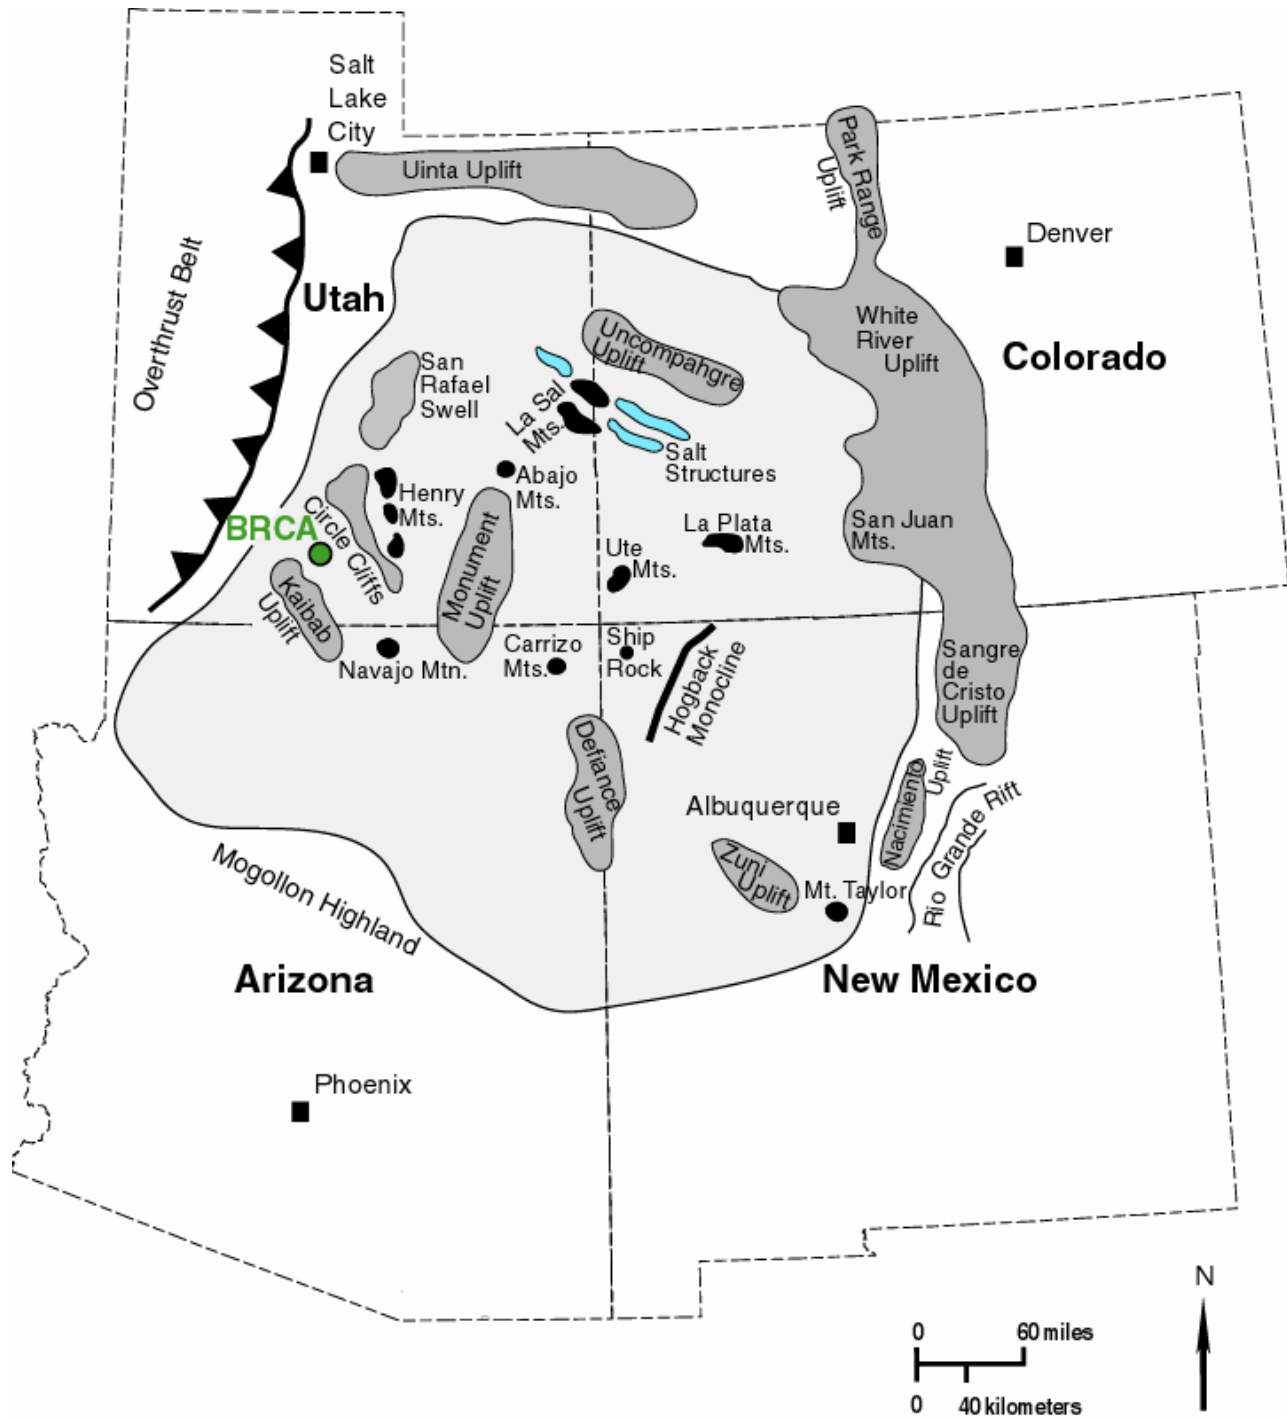 Salt
Lake
City
Uinta Uplift
Park Range
Uplift
Denver
Overthrust Belt
Utah
White
River
Uplift
Colorado
San
Rafael
Swell
Uncompahgre
Uplift
La Sal
Mts.
Salt
Structures
Abajo
Mts.
Henry
Mts.
BRCA
Circle Cliffs
Monument
Uplift
La Plata
Mts.
San Juan
Mts.
Ute
Mts.
Kaibab
Uplift
Navajo Mtn.
Carrizo
Mts.
Ship
Rock
Hogback
Monocline
Sangre
de
Cristo
Uplift
Defiance
Uplift
Nacimiento
Uplift
Rio Grande Rift
Albuquerque
Zuni
Uplift
Mt. Taylor
Mogollon Highland
Arizona
New Mexico
Phoenix
N
0 60 miles
0 40 kilometers